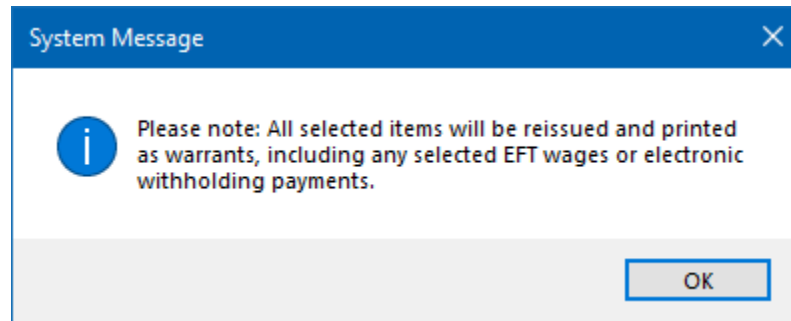 System Message
Please note: All selected items will be reissued and printed
as warrants, including any selected EFT wages or electronic
withholding payments.
OK